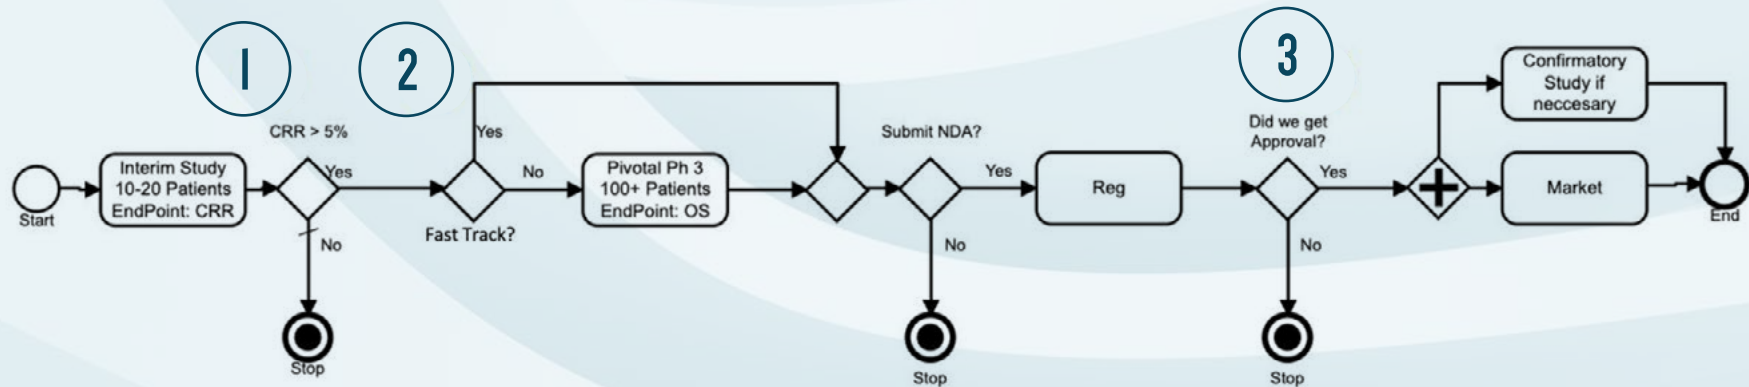 1
2
3
CRR > 5%
Yes
No
Stop
Start
Interim Study
10-20 Patients
EndPoint: CRR
Yes
Fast Track?
No
Pivotal Ph 3
100+ Patients
EndPoint: OS
Submit NDA?
Yes
No
Stop
Reg
Did we get
Approval?
Yes
No
Stop
Confirmatory
Study if
neccesary
Market
End